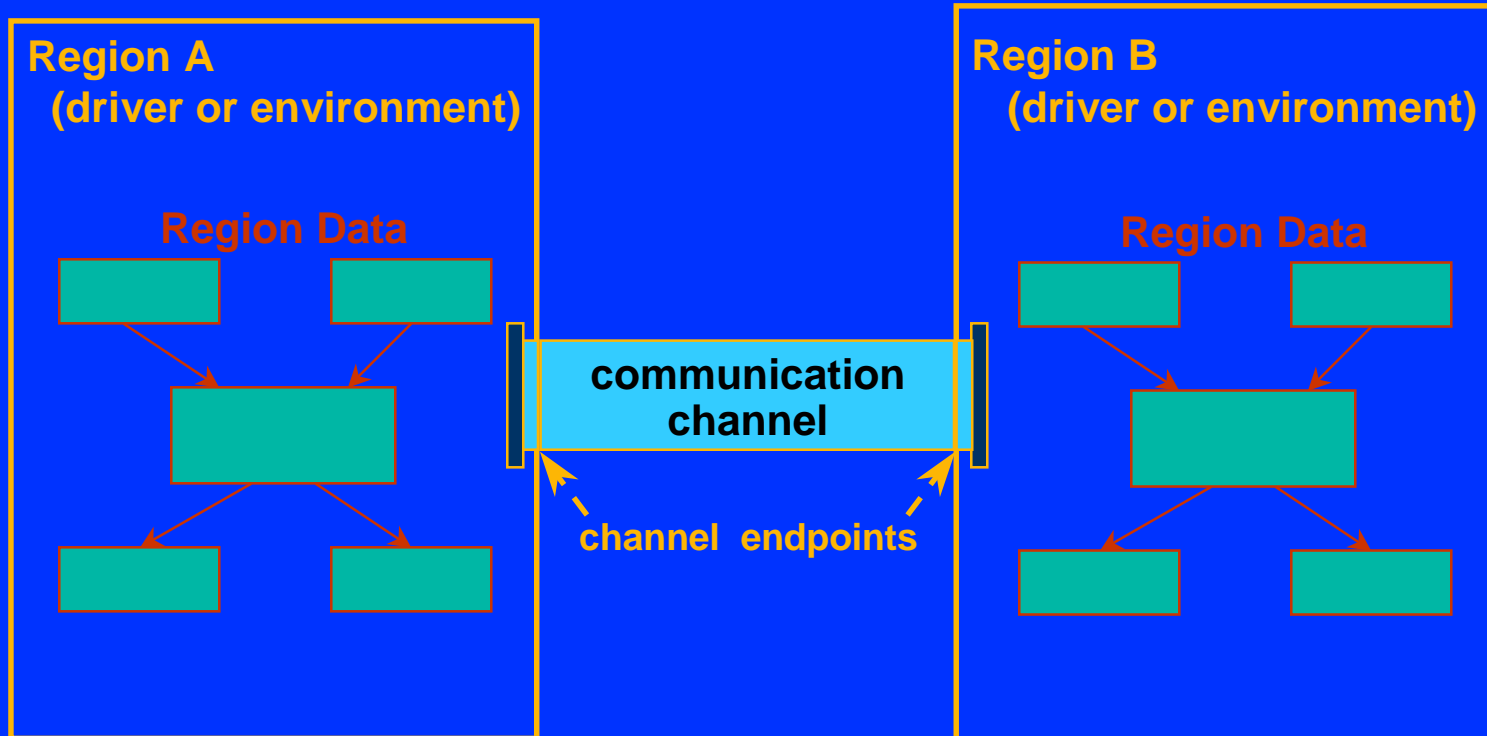 Region A
(driver or environment)
Region Data
communication
channel
channel endpoints
Region B
(driver or environment)
Region Data